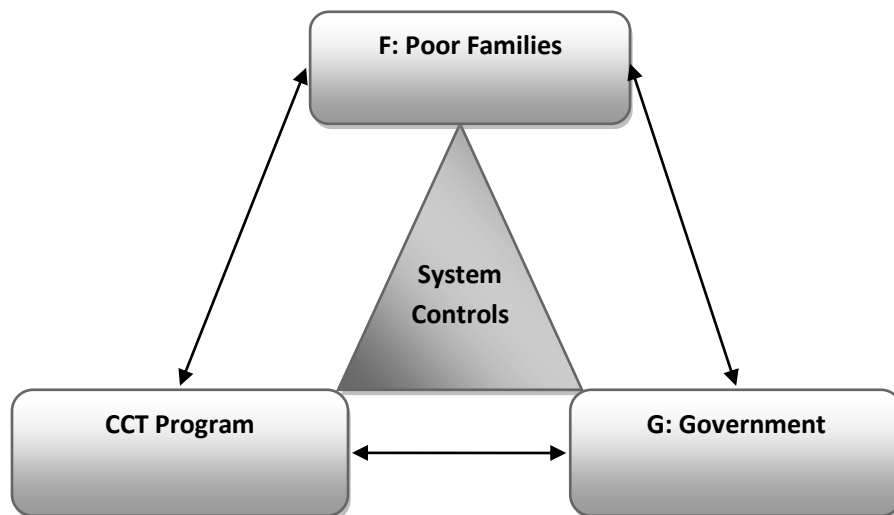 F: Poor Families
System
Controls
CCT Program
G: Government